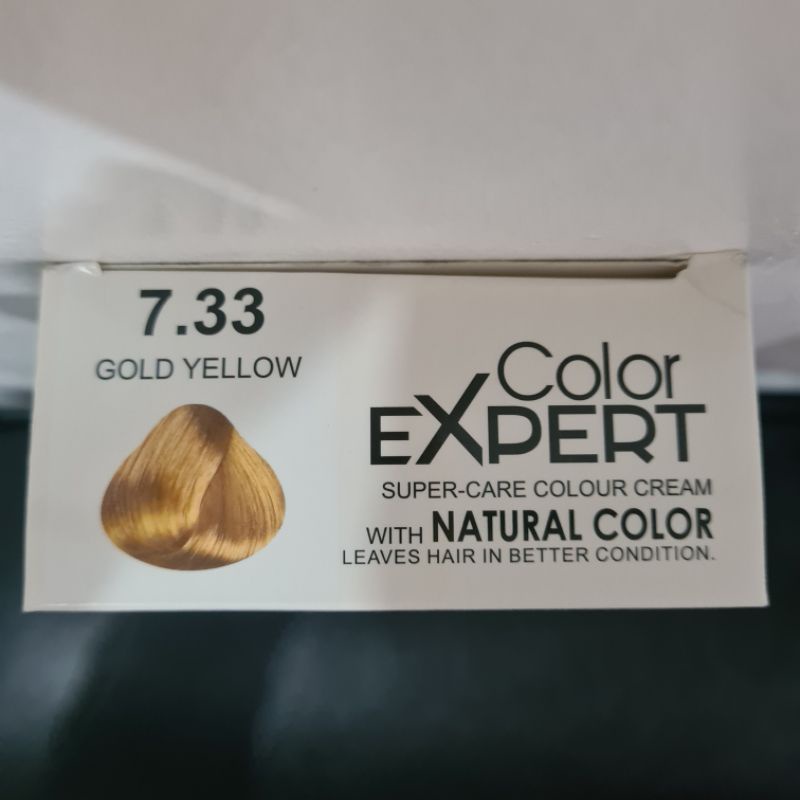 7.33
GOLD YELLOW
Color
EXPERT
SUPER-CARE COLOUR CREAM
WITH NATURAL COLOR
LEAVES HAIR IN BETTER CONDITION.